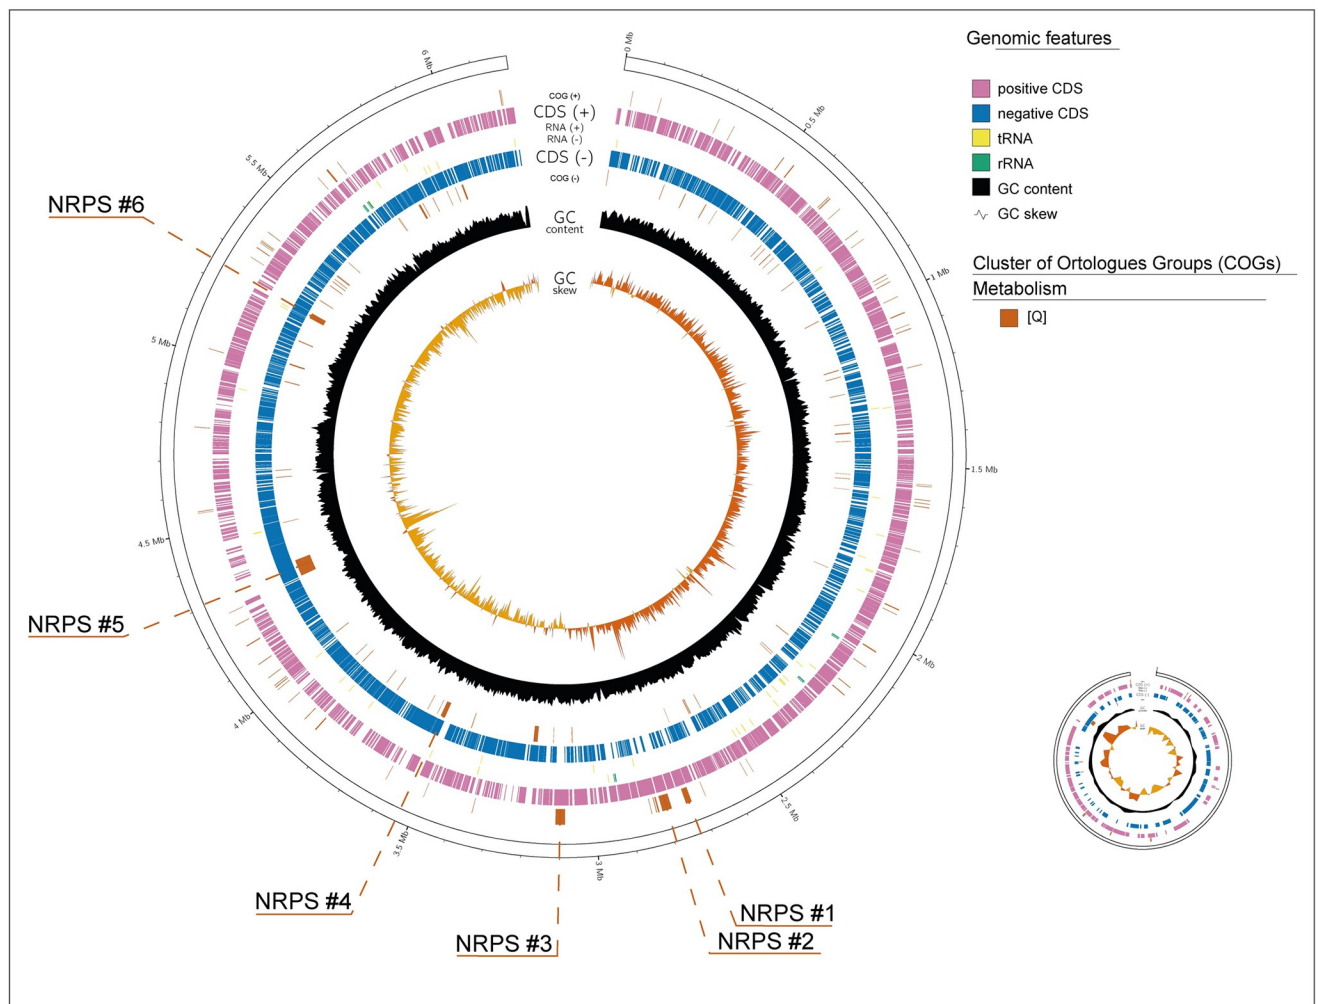 Genomic features
positive CDS
negative CDS
tRNA
rRNA
GC content
GC skew
Cluster of Ortologues Groups (COGs)
Metabolism
[Q]
COG (+)
CDS (+)
RNA (+)
RNA (-)
CDS (-)
COG (-)
GC
content
GC
skew
0 Mb
0.5 Mb
1 Mb
1.5 Mb
2 Mb
2.5 Mb
3 Mb
3.5 Mb
4 Mb
4.5 Mb
5 Mb
5.5 Mb
6 Mb
NRPS #6
NRPS #5
NRPS #4
NRPS #3
NRPS #1
NRPS #2